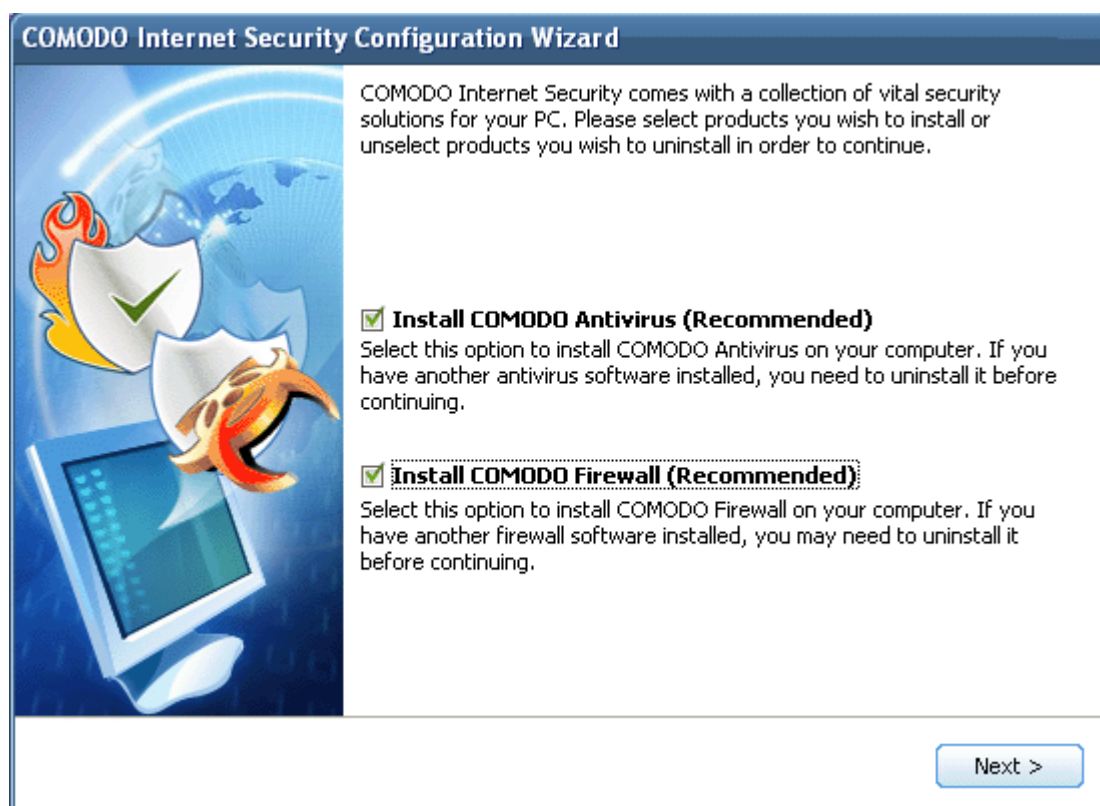 COMODO Internet Security Configuration Wizard
COMODO Internet Security comes with a collection of vital security
solutions for your PC. Please select products you wish to install or
unselect products you wish to uninstall in order to continue.
Install COMODO Antivirus (Recommended)
Select this option to install COMODO Antivirus on your computer. If you
have another antivirus software installed, you need to uninstall it before
continuing.
Install COMODO Firewall (Recommended)
Select this option to install COMODO Firewall on your computer. If you
have another firewall software installed, you may need to uninstall it
before continuing.
Next >